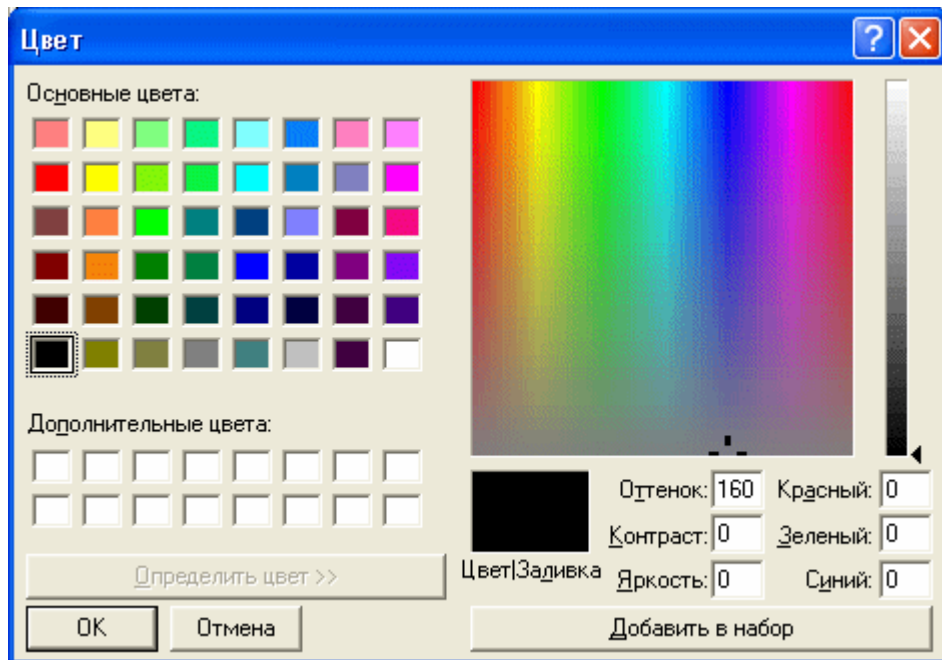 Цвет
Основные цвета:
Дополнительные цвета:
Определить цвет >>
OK Отмена
Цвет|Заливка
Оттенок: 160 Красный: 0
Контраст: 0 Зеленый: 0
Яркость: 0 Синий: 0
Добавить в набор